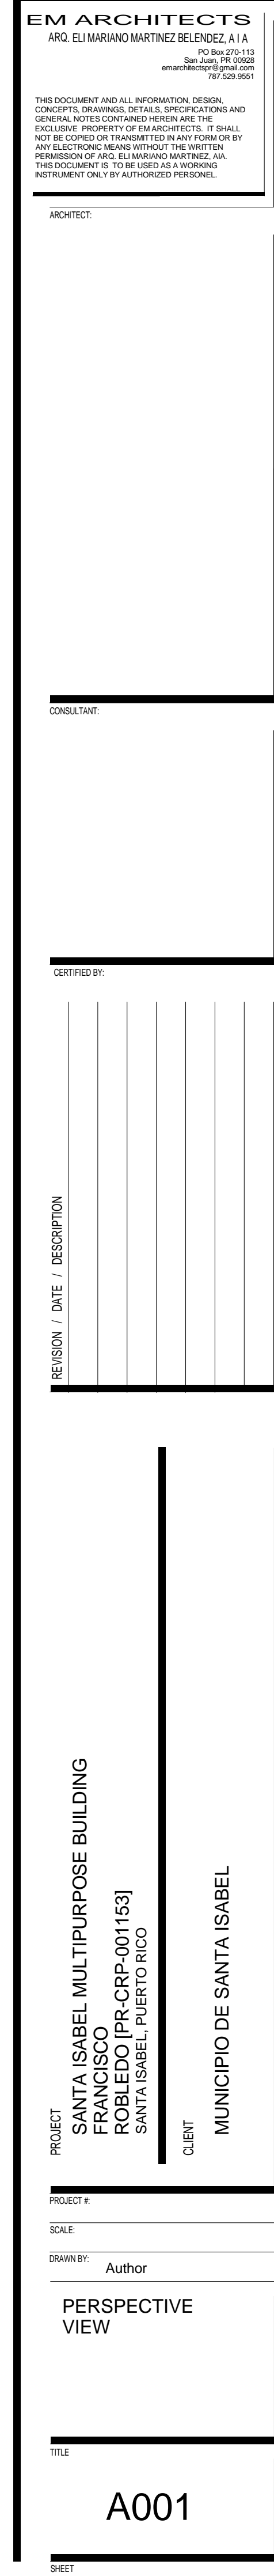 EM ARCHITECTS
ARQ. ELI MARIANO MARTINEZ BELENDEZ, A I A
PO Box 270-113
San Juan, PR 00928
emarchitectspr@gmail.com
787.529.9551
THIS DOCUMENT AND ALL INFORMATION, DESIGN,
CONCEPTS, DRAWINGS, DETAILS, SPECIFICATIONS AND
GENERAL NOTES CONTAINED HEREIN ARE THE
EXCLUSIVE PROPERTY OF EM ARCHITECTS. IT SHALL
NOT BE COPIED OR TRANSMITTED IN ANY FORM OR BY
ANY ELECTRONIC MEANS WITHOUT THE WRITTEN
PERMISSION OF ARQ. ELI MARIANO MARTINEZ, AIA.
THIS DOCUMENT IS TO BE USED AS A WORKING
INSTRUMENT ONLY BY AUTHORIZED PERSONEL.
ARCHITECT:
CONSULTANT:
CERTIFIED BY:
REVISION / DATE / DESCRIPTION
PROJECT
SANTA ISABEL MULTIPURPOSE BUILDING
FRANCISCO
ROBLEDO [PR-CRP-001153]
SANTA ISABEL, PUERTO RICO
CLIENT
MUNICIPIO DE SANTA ISABEL
PROJECT #:
SCALE:
DRAWN BY:
Author
PERSPECTIVE
VIEW
TITLE
A001
SHEET